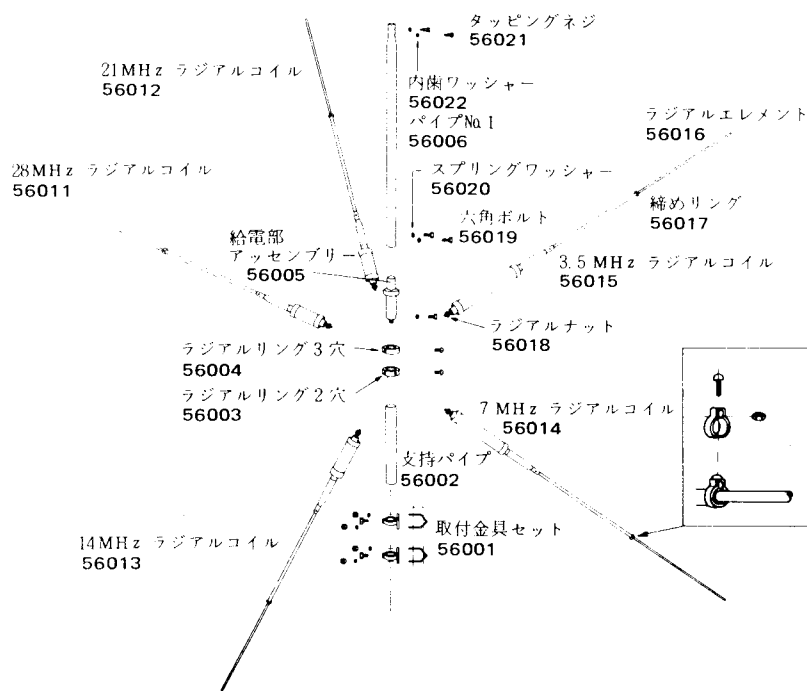 タッピングネジ
56021
21MHz ラジアルコイル
56012
内歯ワッシャー
56022
パイプNo.1
56006
ラジアルエレメント
56016
28MHz ラジアルコイル
56011
スプリングワッシャー
56020
締めリング
56017
六角ボルト
56019
給電部
アッセンブリー
56005
3.5 MHz ラジアルコイル
56015
ラジアルナット
56018
ラジアルリング3穴
56004
ラジアルリング2穴
56003
7 MHz ラジアルコイル
56014
支持パイプ
56002
取付金具セット
56001
14MHz ラジアルコイル
56013